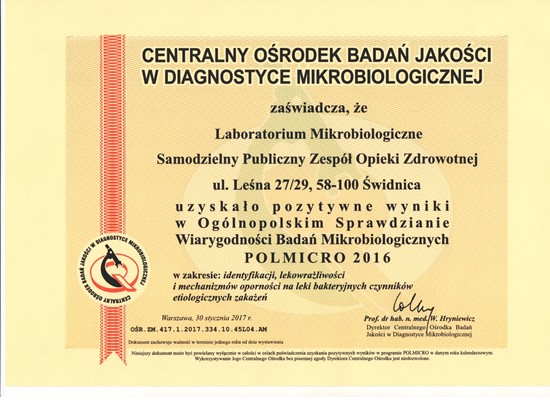 CENTRALNY OŚRODEK BADAŃ JAKOŚCI
W DIAGNOSTYCE MIKROBIOLOGICZNEJ
zaświadcza, że
Laboratorium Mikrobiologiczne
Samodzielny Publiczny Zespół Opieki Zdrowotnej
ul. Leśna 27/29, 58-100 Świdnica
uzyskało pozytywne wyniki
w Ogólnopolskim Sprawdzianie
Wiarygodności Badań Mikrobiologicznych
POLMICRO 2016
w zakresie: identyfikacji, lekowrażliwości
i mechanizmów oporności na leki bakteryjnych czynników
etiologicznych zakażeń
CENTRALNY OŚRODEK BADAŃ JAKOŚCI W DIAGNOSTYCE MIKROBIOLOGICZNEJ
Warszawa, 30 stycznia 2017 r.
Prof. dr hab. n. med. W. Hryniewicz
Dyrektor Centralnego Ośrodka Badań
Jakości w Diagnostyce Mikrobiologicznej
OŚR.EM.417.1.2017.334.10.45LO4.AM
Dokument zachowuje ważność w terminie jednego roku od dnia wystawienia
Niniejszy dokument może być powielany wyłącznie w całości w celach poświadczenia uzyskania pozytywnych wyników w programie POLMICRO w danym roku kalendarzowym.
Wykorzystywanie logo Centralnego Ośrodka bez pisemnej zgody Dyrektora Centralnego Ośrodka jest niedozwolone.